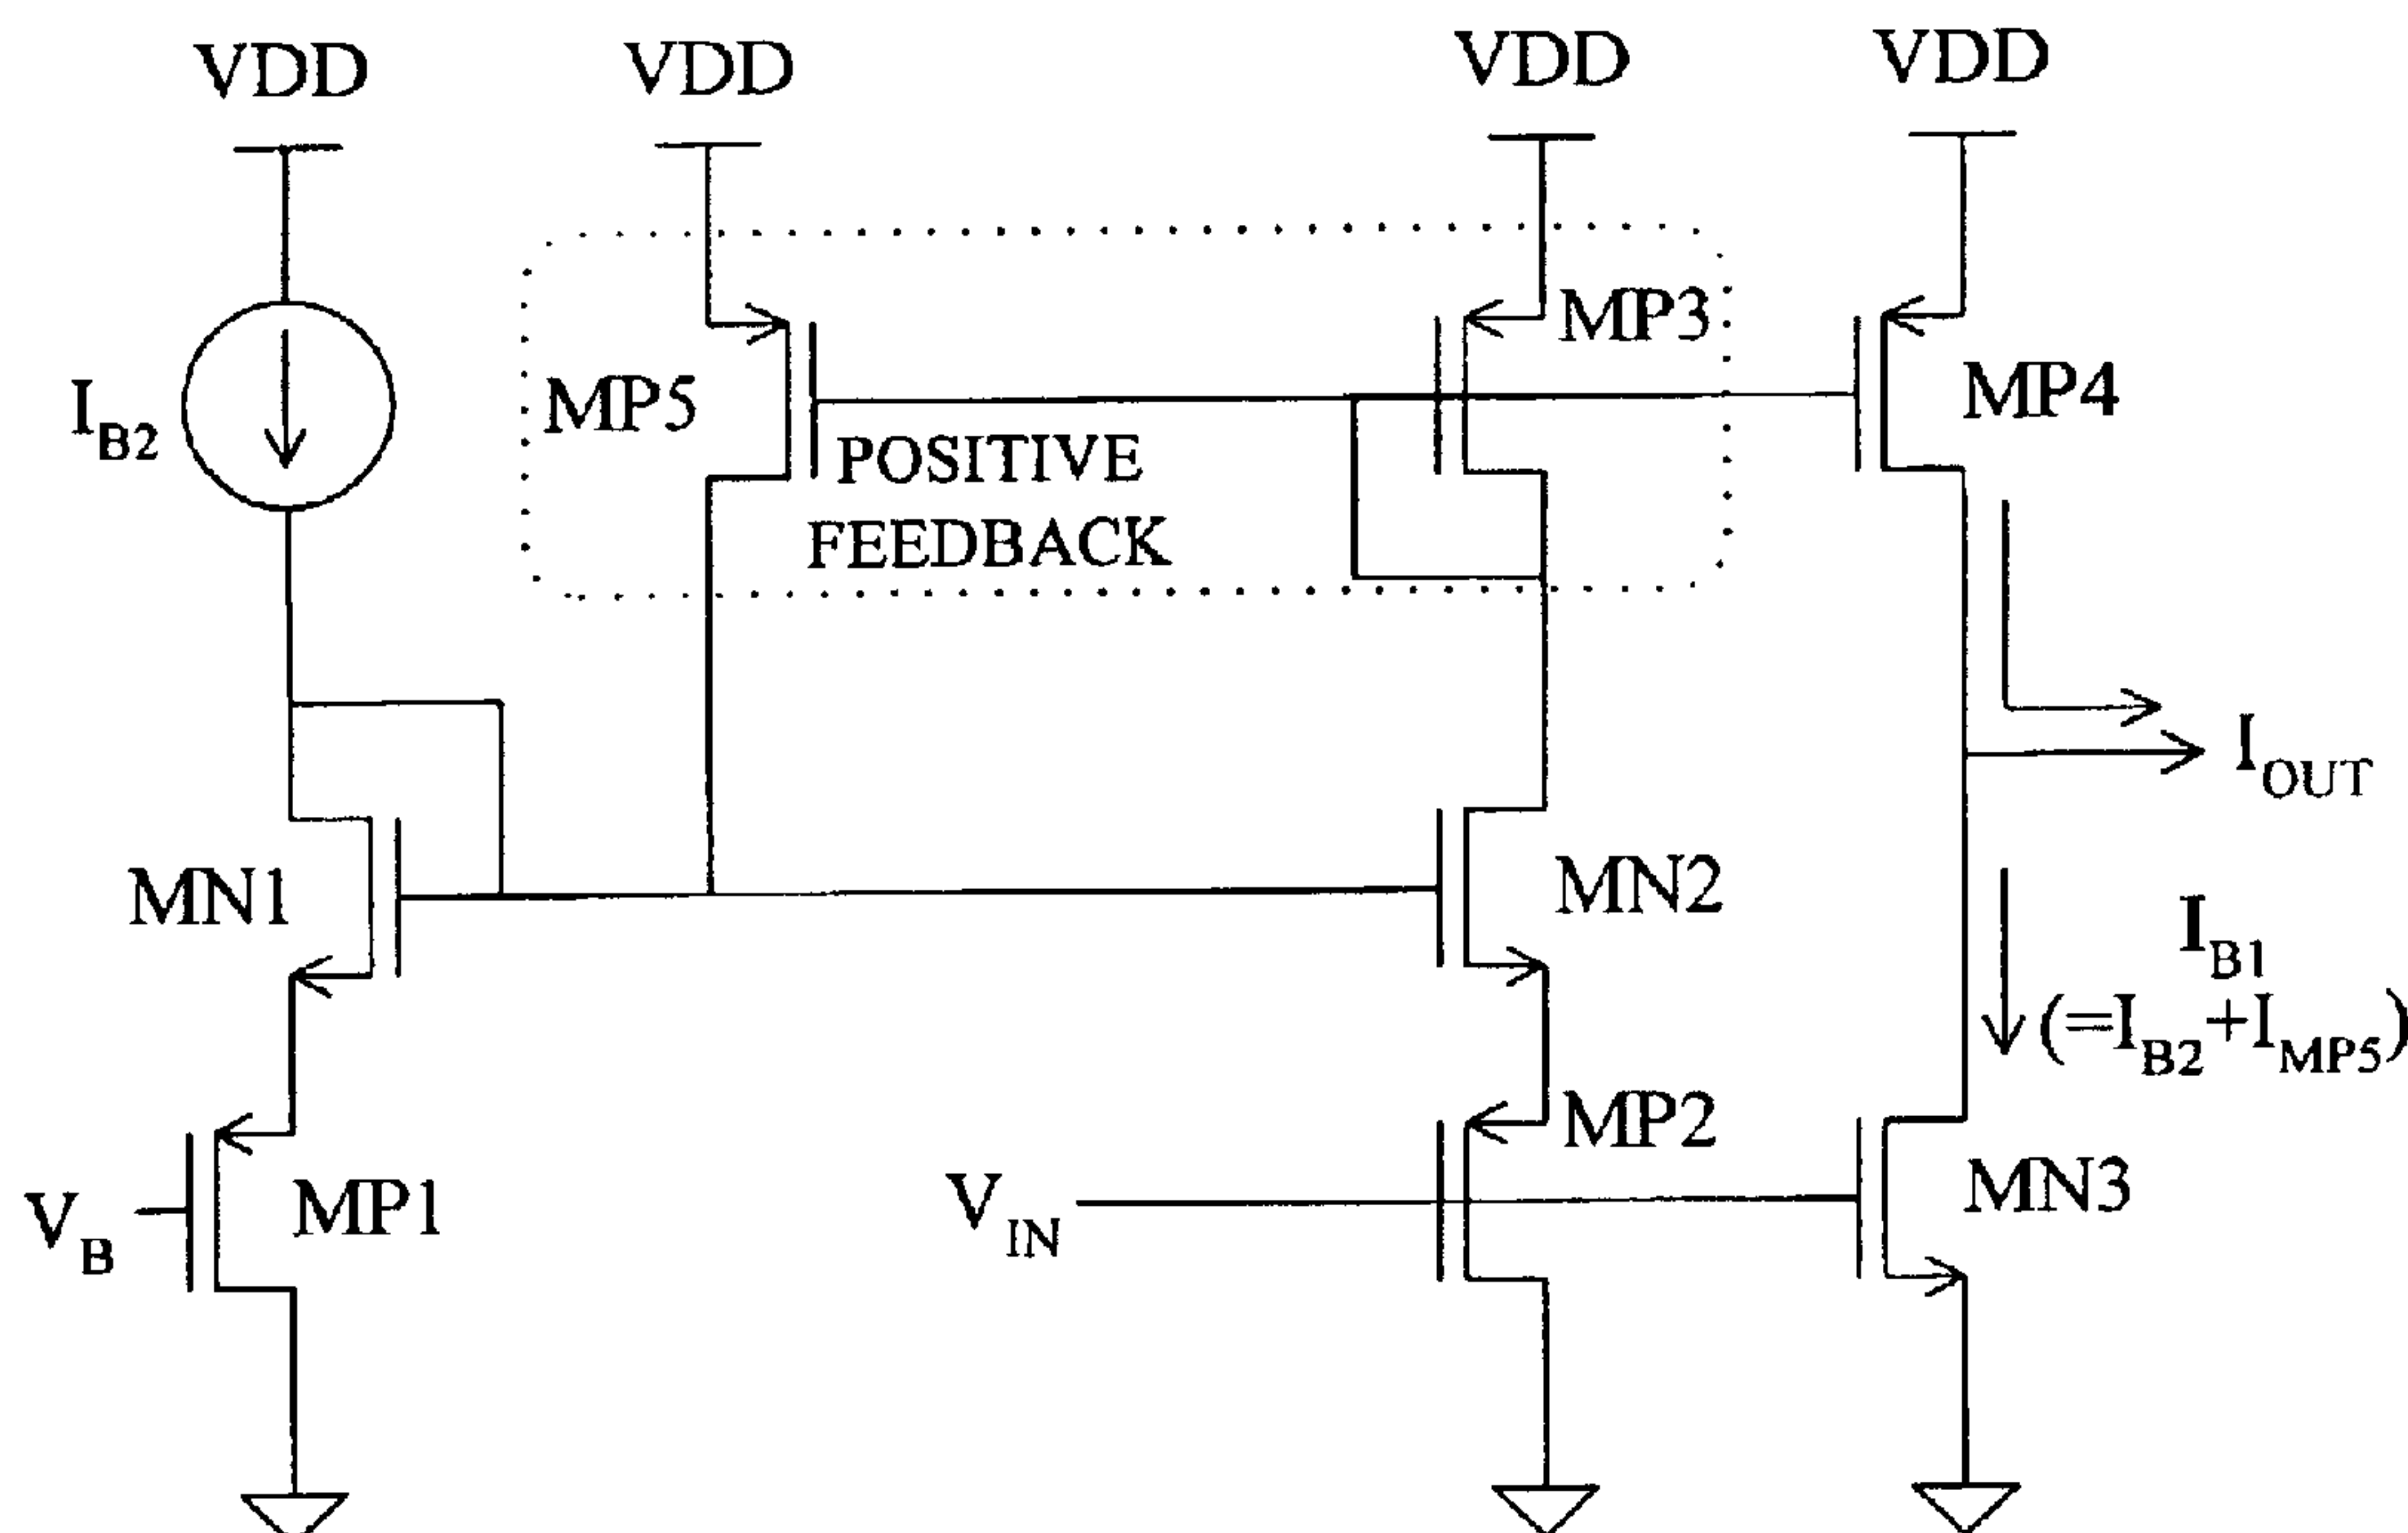 VDD
VDD
VDD
VDD
MP3
I_B2
MP5
MP4
POSITIVE
FEEDBACK
I_OUT
MN1
MN2
I_B1
(=I_B2+I_MP5)
MP2
V_B
MP1
V_IN
MN3